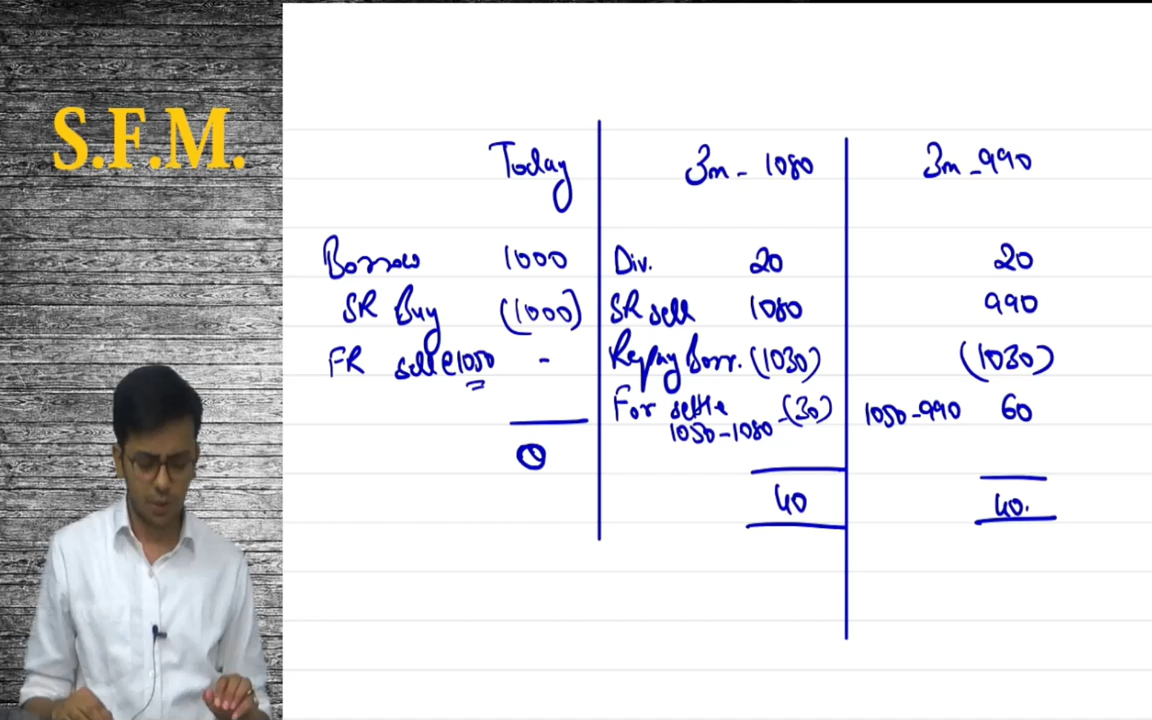 S.F.M.
Today 3m - 1080 3m - 990
Borrow 1000 Div. 20 20
SR Buy (1000) SR sell 1080 990
FR sell @ 1050 - Repay Borr. (1030) (1030)
For settle - (30) 1050-990 60
1050-1080
0 40 40.